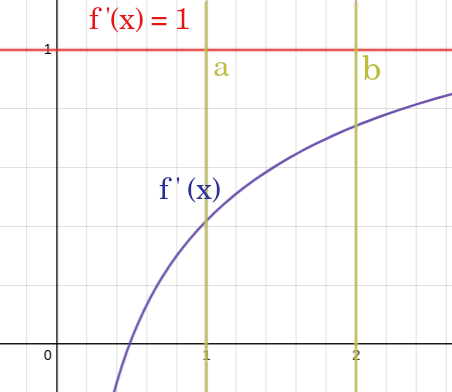 f '(x) = 1
1
a
b
f ' (x)
0
1
2